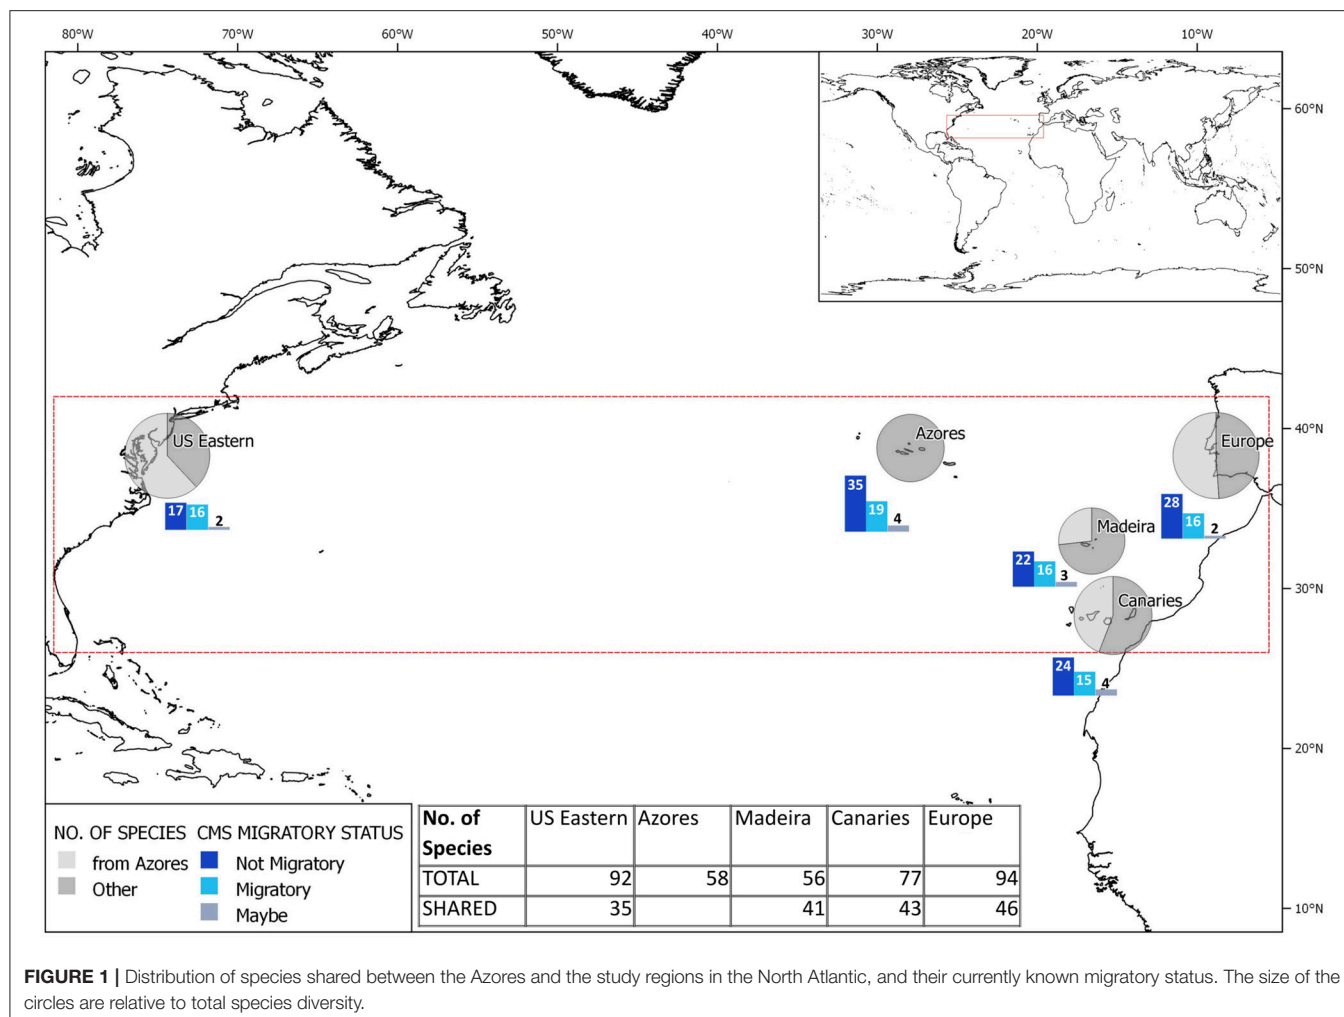 80°W 70°W 60°W 50°W 40°W 30°W 20°W 10°W
60°N
50°N
40°N
30°N
20°N
10°N
US Eastern
17 16 2
Azores
35 19 4
Europe
28 16 2
Madeira
22 16 3
Canaries
24 15 4
NO. OF SPECIES
from Azores
Other
CMS MIGRATORY STATUS
Not Migratory
Migratory
Maybe
No. of Species US Eastern Azores Madeira Canaries Europe
TOTAL 92 58 56 77 94
SHARED 35 41 43 46
FIGURE 1 | Distribution of species shared between the Azores and the study regions in the North Atlantic, and their currently known migratory status. The size of the
circles are relative to total species diversity.